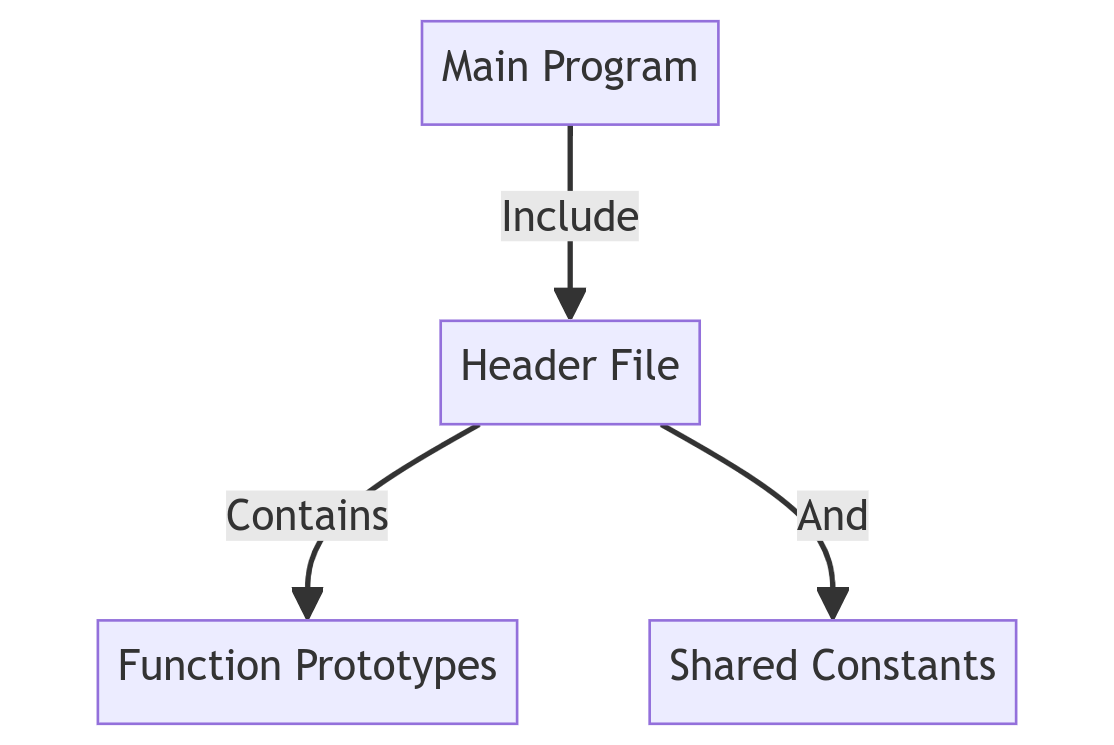 Main Program
Include
Header File
Contains
And
Function Prototypes
Shared Constants